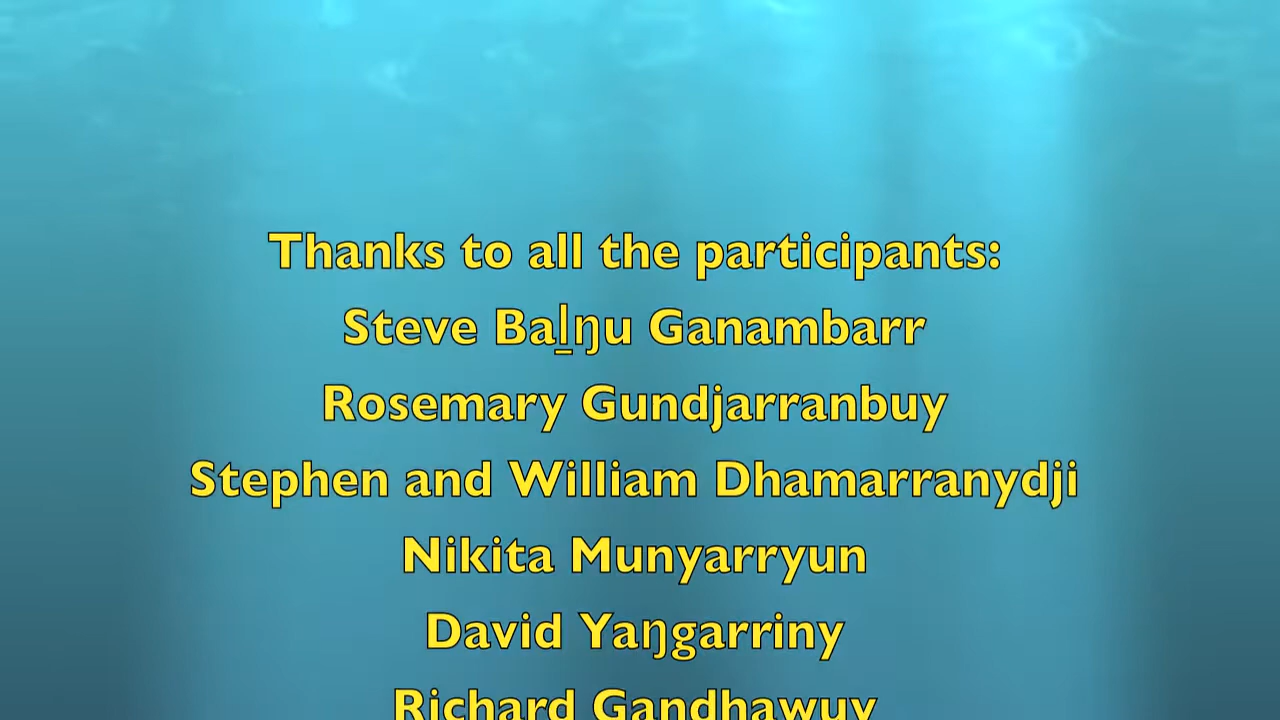 Thanks to all the participants:
Steve Baḻŋu Ganambarr
Rosemary Gundjarranbuy
Stephen and William Dhamarranydji
Nikita Munyarryun
David Yaŋgarriny
Richard Gandhawuy